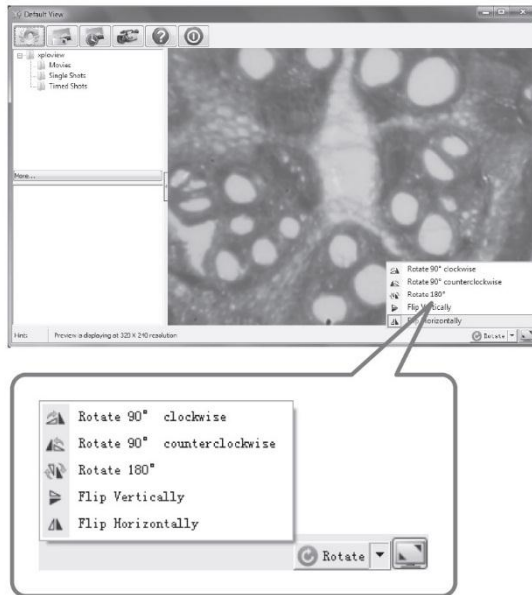 Default View
xploview
Movies
Single Shots
Timed Shots
More...
Rotate 90° clockwise
Rotate 90° counterclockwise
Rotate 180°
Flip Vertically
Flip Horizontally
Hint: Preview is displaying at 320 X 240 resolution
Rotate
Rotate 90° clockwise
Rotate 90° counterclockwise
Rotate 180°
Flip Vertically
Flip Horizontally
Rotate